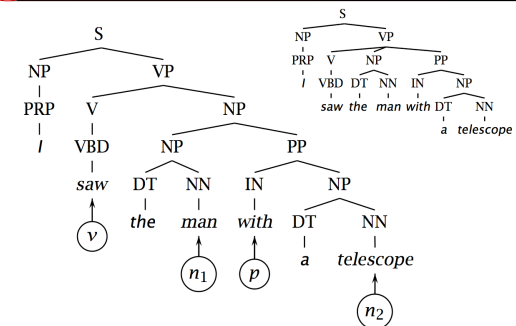 S
NP VP
PRP V NP PP
I VBD DT NN IN NP
saw the man with DT NN
a telescope
S
NP VP
PRP V NP
I VBD NP PP
saw DT NN IN NP
the man with DT NN
a telescope
v
n1 p
n2